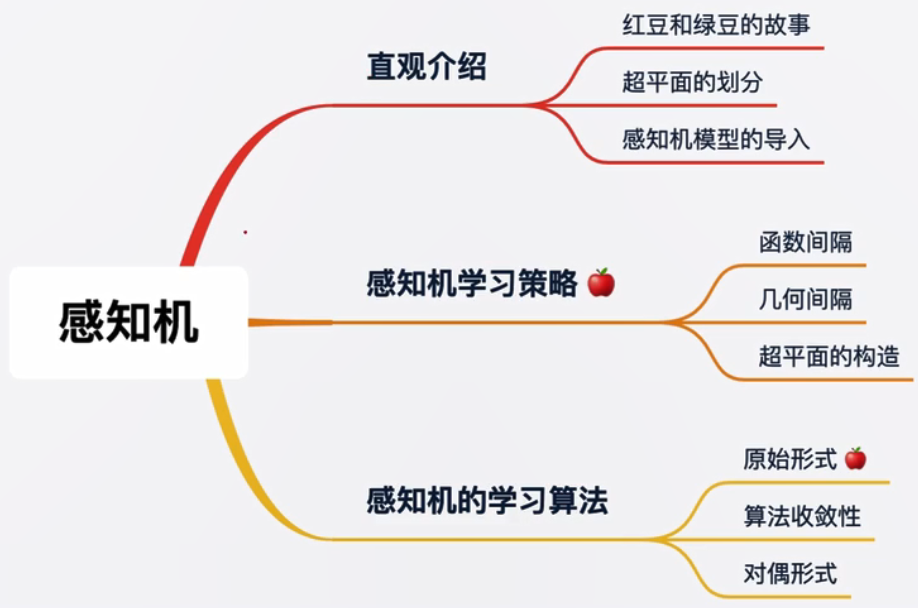 感知机
直观介绍
红豆和绿豆的故事
超平面的划分
感知机模型的导入
感知机学习策略
函数间隔
几何间隔
超平面的构造
感知机的学习算法
原始形式
算法收敛性
对偶形式